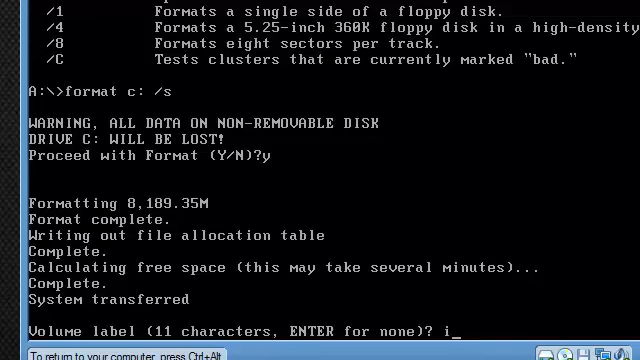 /1 Formats a single side of a floppy disk.
/4 Formats a 5.25-inch 360K floppy disk in a high-density
/8 Formats eight sectors per track.
/C Tests clusters that are currently marked "bad."
A:\>format c: /s
WARNING, ALL DATA ON NON-REMOVABLE DISK
DRIVE C: WILL BE LOST!
Proceed with Format (Y/N)?y
Formatting 8,189.35M
Format complete.
Writing out file allocation table
Complete.
Calculating free space (this may take several minutes)...
Complete.
System transferred
Volume label (11 characters, ENTER for none)? i_
To return to your computer, press Ctrl+Alt